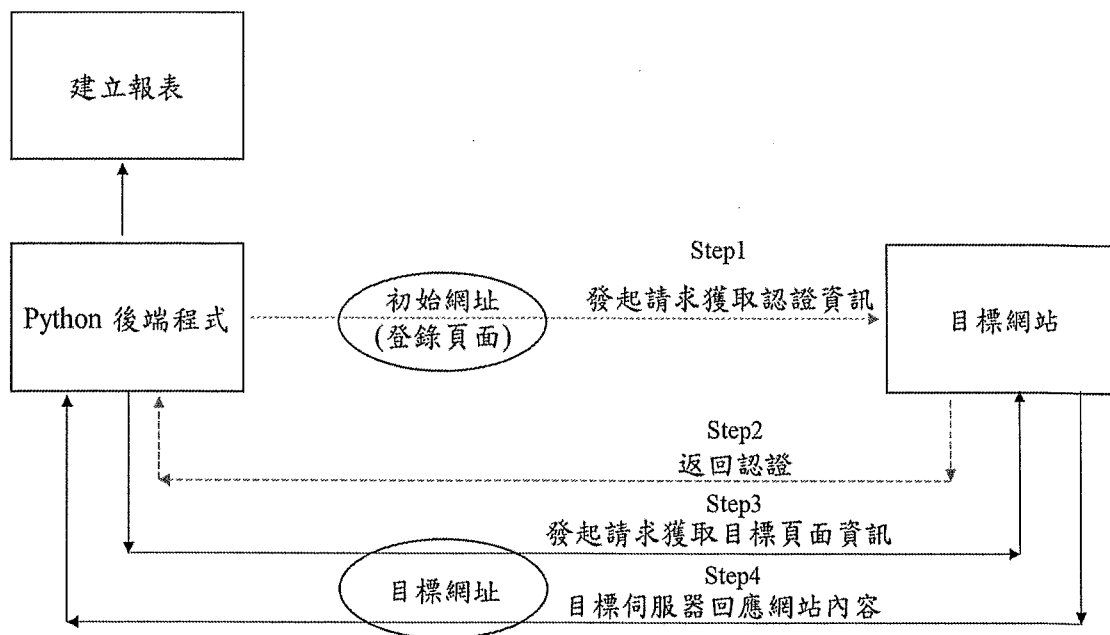 建立報表
Step1
Python 後端程式
初始網址
(登錄頁面)
發起請求獲取認證資訊
目標網站
Step2
返回認證
Step3
發起請求獲取目標頁面資訊
目標網址
Step4
目標伺服器回應網站內容